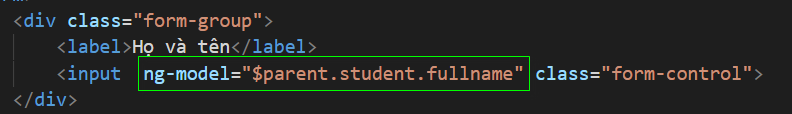 <div class="form-group">
<label>Họ và tên</label>
<input ng-model="$parent.student.fullname" class="form-control">
</div>